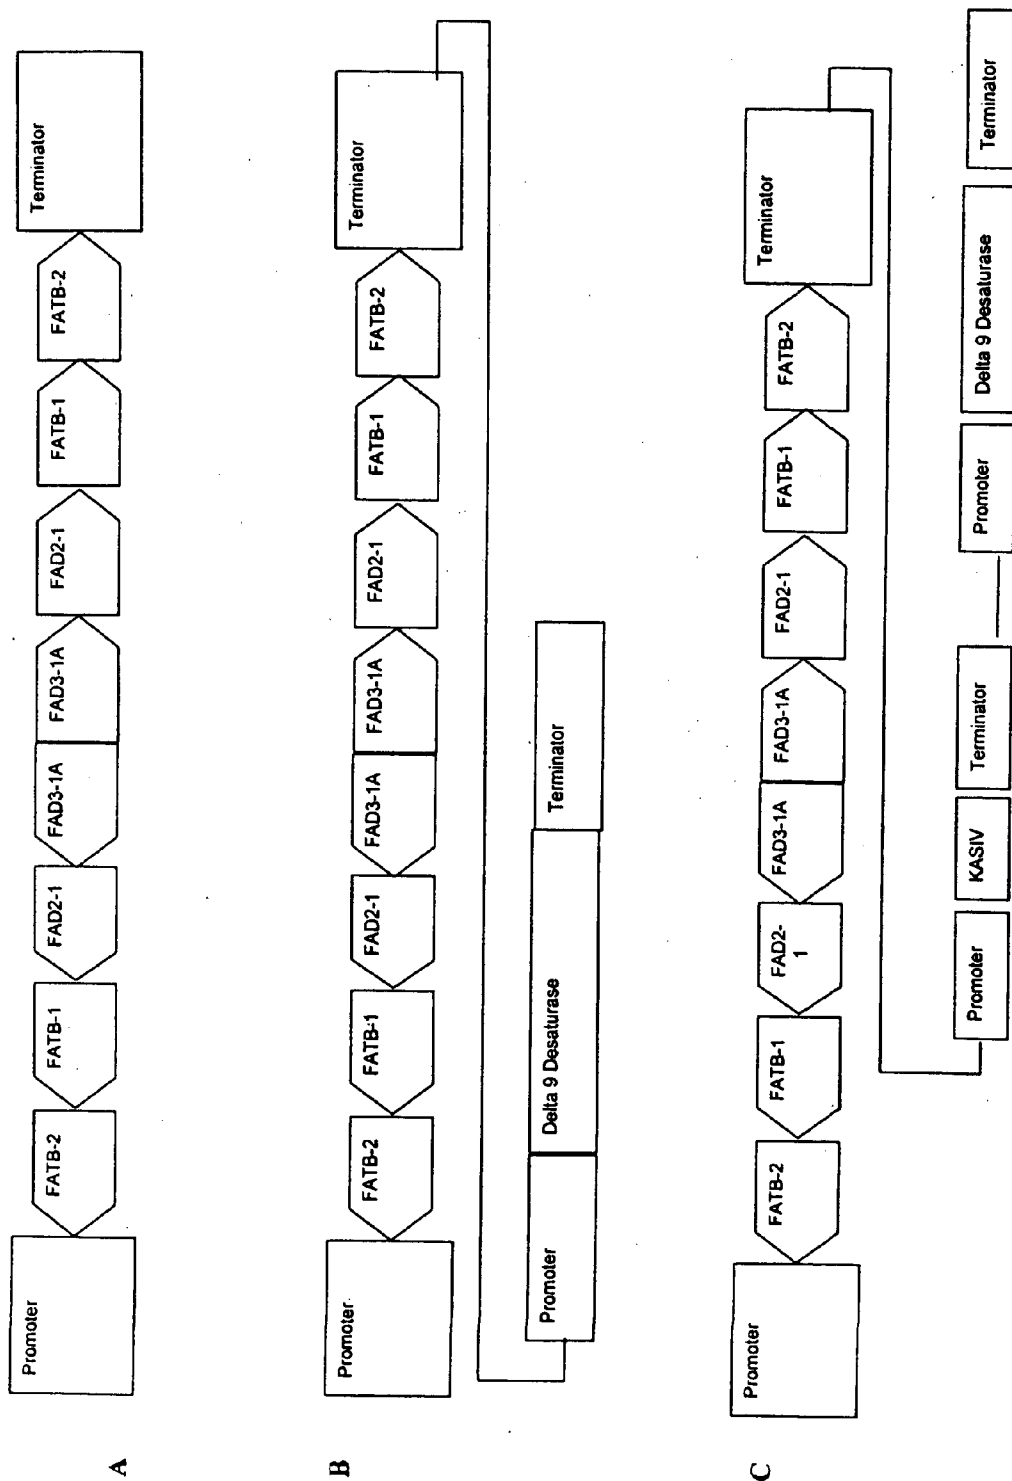 A
Promoter
FATB-2
FATB-1
FAD2-1
FAD3-1A
FAD3-1A
FAD2-1
FATB-1
FATB-2
Terminator
B
Promoter
FATB-2
FATB-1
FAD2-1
FAD3-1A
FAD3-1A
FAD2-1
FATB-1
FATB-2
Terminator
Promoter
Delta 9 Desaturase
Terminator
C
Promoter
FATB-2
FATB-1
FAD2-
1
FAD3-1A
FAD3-1A
FAD2-1
FATB-1
FATB-2
Terminator
Promoter
KASIV
Terminator
Promoter
Delta 9 Desaturase
Terminator